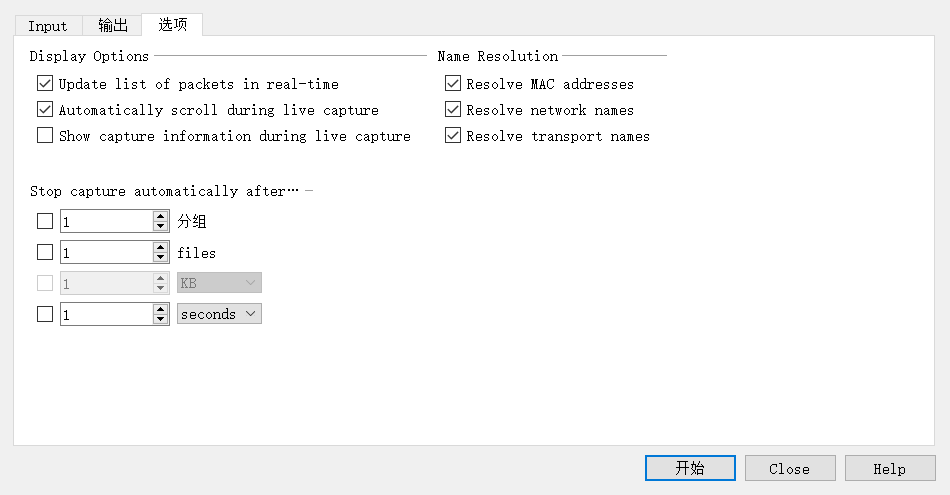 Input 输出 选项
Display Options
Update list of packets in real-time
Automatically scroll during live capture
Show capture information during live capture
Name Resolution
Resolve MAC addresses
Resolve network names
Resolve transport names
Stop capture automatically after…
1 分组
1 files
1 KB
1 seconds
开始 Close Help